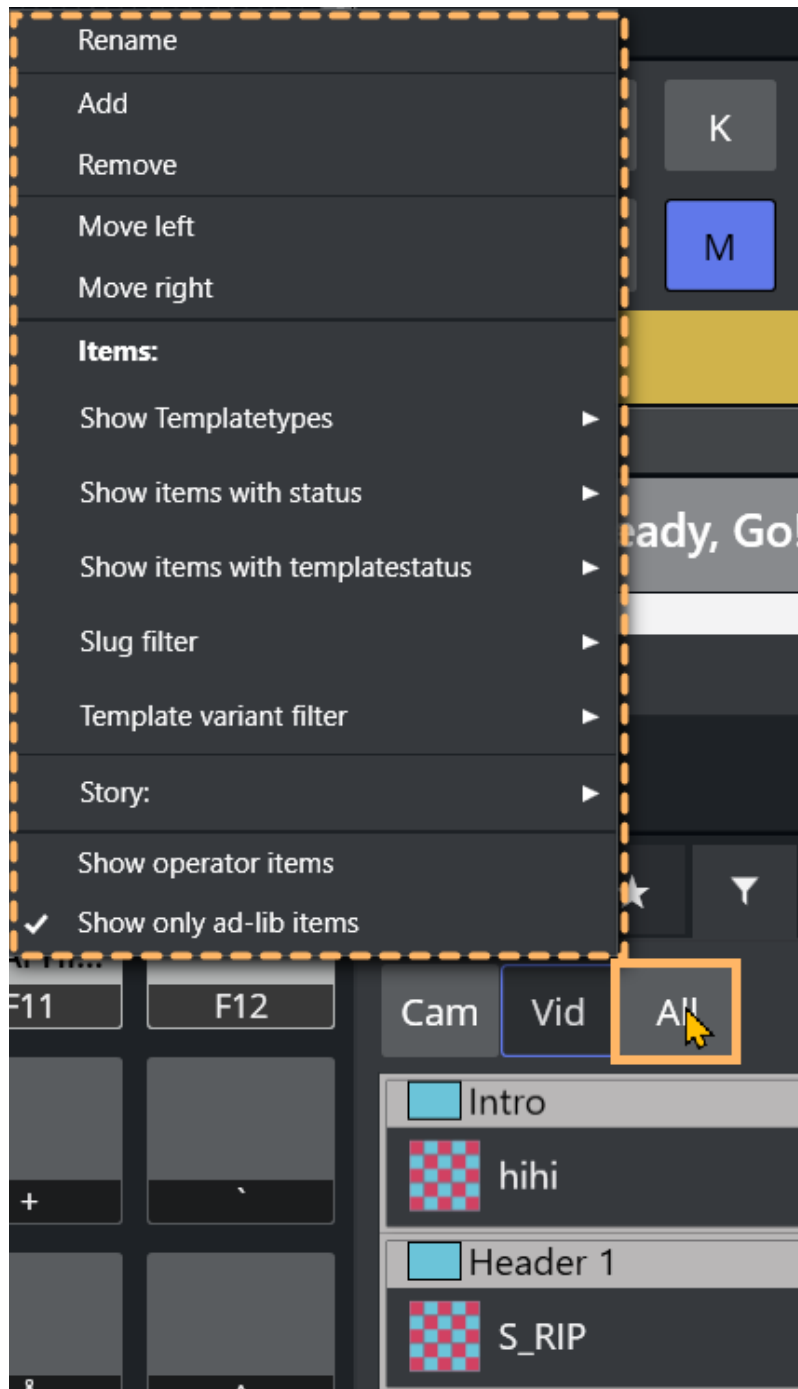 Rename
Add
Remove
Move left
Move right
Items:
Show Templatetypes
Show items with status
Show items with templatestatus
Slug filter
Template variant filter
Story:
Show operator items
Show only ad-lib items
K
M
eady, Go!
F11
F12
Cam
Vid
All
Intro
hihi
+
`
Header 1
S_RIP